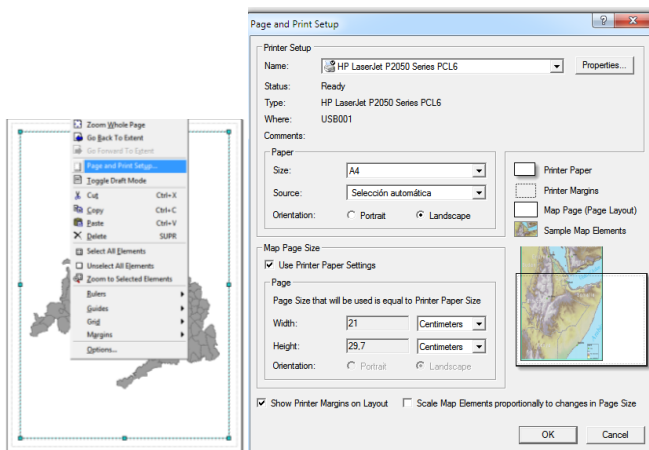 Zoom Whole Page
Go Back To Extent
Go Forward To Extent
Page and Print Setup...
Toggle Draft Mode
Cut Ctrl+X
Copy Ctrl+C
Paste Ctrl+V
Delete SUPR
Select All Elements
Unselect All Elements
Zoom to Selected Elements
Rulers
Guides
Grid
Margins
Options...
Page and Print Setup
Printer Setup
Name: HP LaserJet P2050 Series PCL6 Properties...
Status: Ready
Type: HP LaserJet P2050 Series PCL6
Where: USB001
Comments:
Paper
Size: A4
Source: Selección automática
Orientation: Portrait Landscape
Printer Paper
Printer Margins
Map Page (Page Layout)
Sample Map Elements
Map Page Size
Use Printer Paper Settings
Page
Page Size that will be used is equal to Printer Paper Size
Width: 21 Centimeters
Height: 29,7 Centimeters
Orientation: Portrait Landscape
Show Printer Margins on Layout Scale Map Elements proportionally to changes in Page Size
OK Cancel